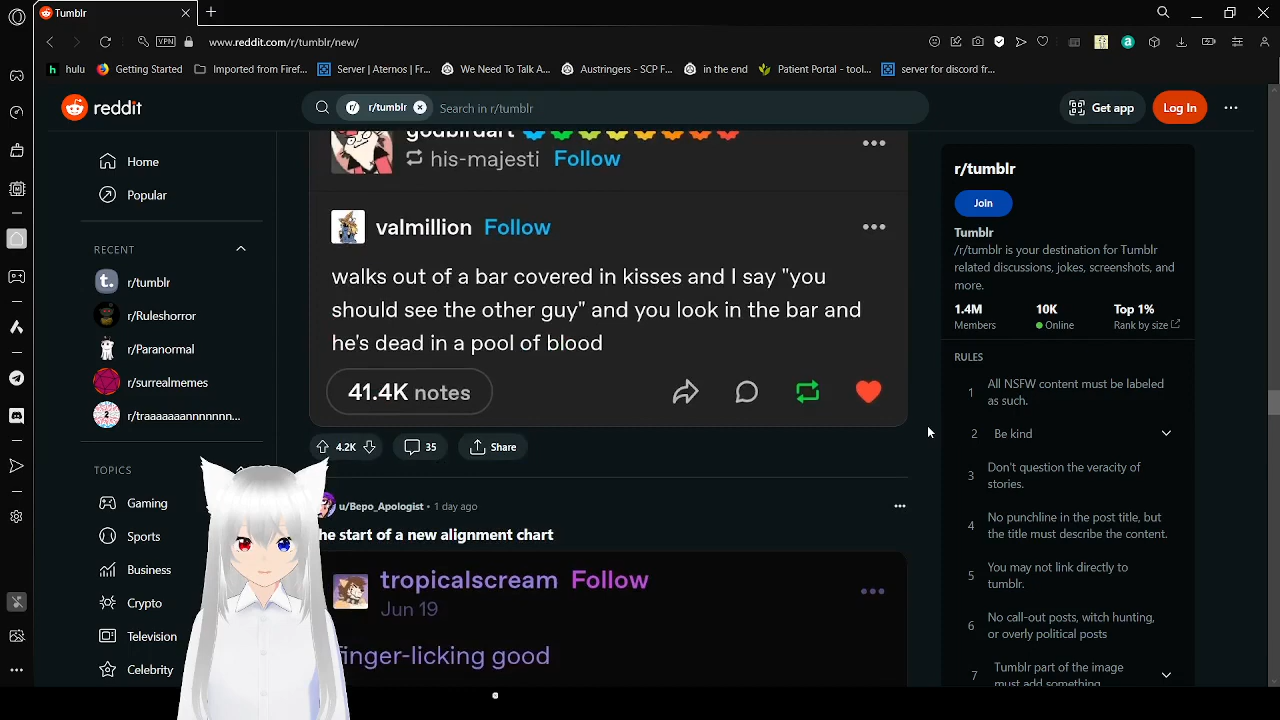 Tumblr
VPN
www.reddit.com/r/tumblr/new/
hulu
Getting Started
Imported from Firef...
Server | Aternos | Fr...
We Need To Talk A...
Austringers - SCP F...
in the end
Patient Portal - tool...
server for discord fr...
reddit
r/tumblr
Search in r/tumblr
Get app
Log In
Home
Popular
RECENT
r/tumblr
r/Ruleshorror
r/Paranormal
r/surrealmemes
r/traaaaaaannnnnnn...
TOPICS
Gaming
Sports
Business
Crypto
Television
Celebrity
godbirdart
his-majesti Follow
valmillion Follow
walks out of a bar covered in kisses and I say "you
should see the other guy" and you look in the bar and
he's dead in a pool of blood
41.4K notes
4.2K
35
Share
u/Bepo_Apologist • 1 day ago
start of a new alignment chart
tropicalscream Follow
Jun 19
finger-licking good
r/tumblr
Join
Tumblr
/r/tumblr is your destination for Tumblr
related discussions, jokes, screenshots, and
more.
1.4M 10K Top 1%
Members Online Rank by size
RULES
1 All NSFW content must be labeled
as such.
2 Be kind
3 Don't question the veracity of
stories.
4 No punchline in the post title, but
the title must describe the content.
5 You may not link directly to
tumblr.
6 No call-out posts, witch hunting,
or overly political posts
7 Tumblr part of the image
must add something